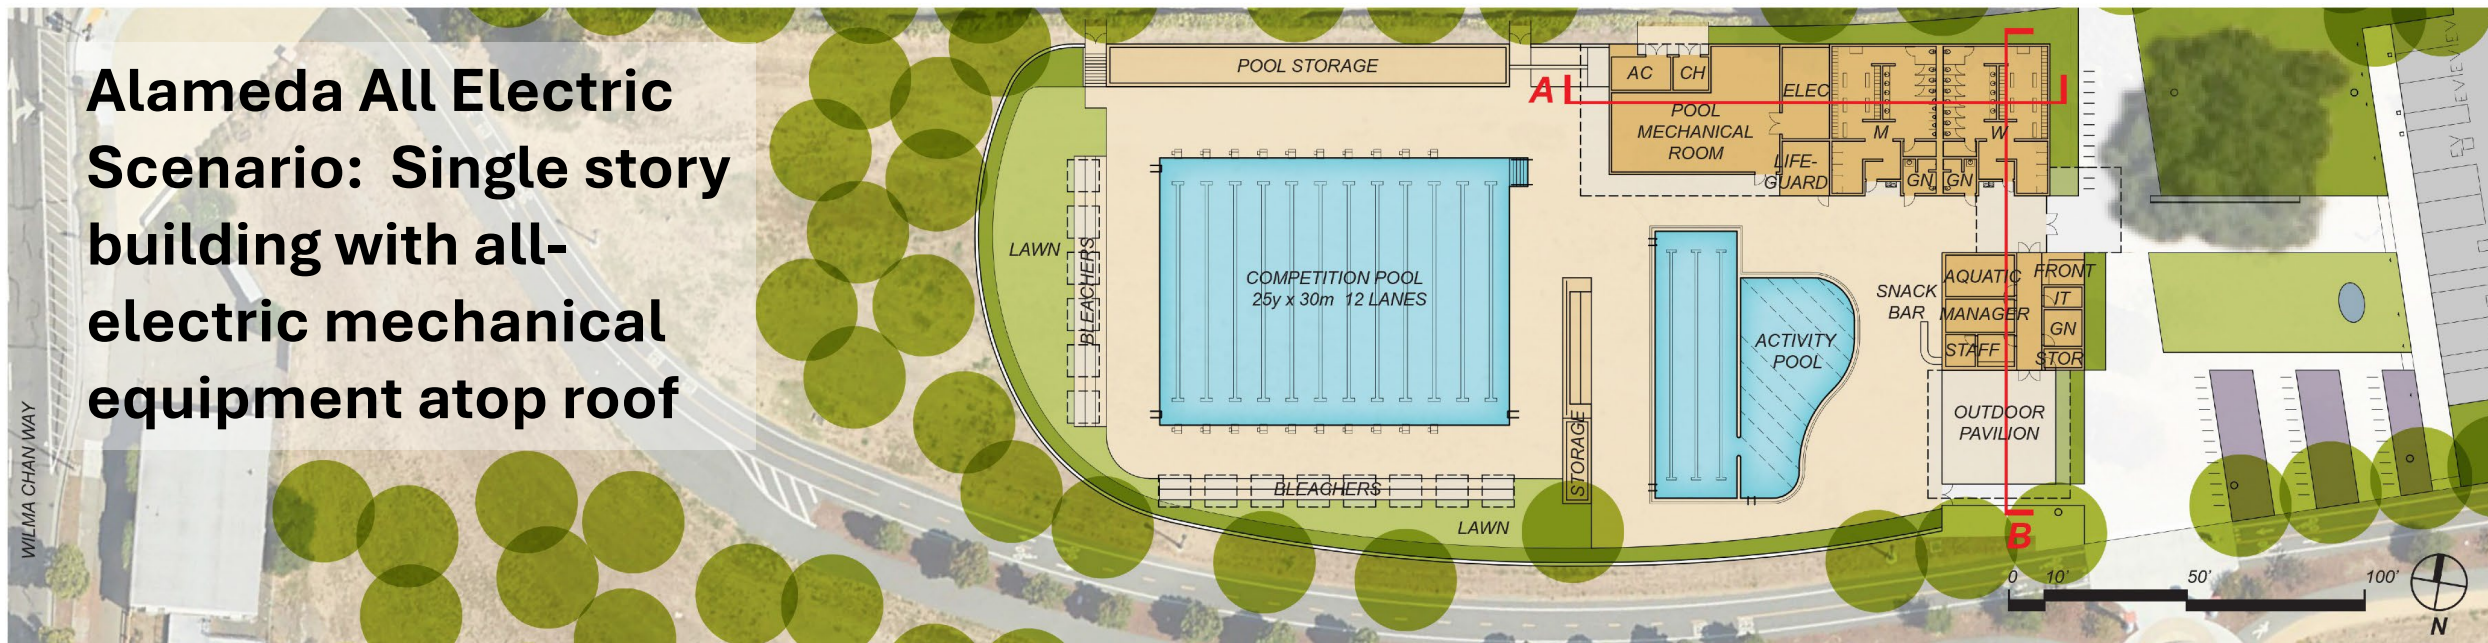 Alameda All Electric
Scenario:  Single story
building with all-
electric mechanical
equipment atop roof
WILMA CHAN WAY
POOL STORAGE
AC
CH
ELEC
A
POOL
MECHANICAL
ROOM
M
W
LIFE-
GUARD
GN
GN
LAWN
BLEACHERS
COMPETITION POOL
25y x 30m  12 LANES
ACTIVITY
POOL
SNACK
BAR
AQUATIC
MANAGER
STAFF
FRONT
IT
GN
STOR
OUTDOOR
PAVILION
STORAGE
BLEACHERS
LAWN
B
0
10'
50'
100'
N